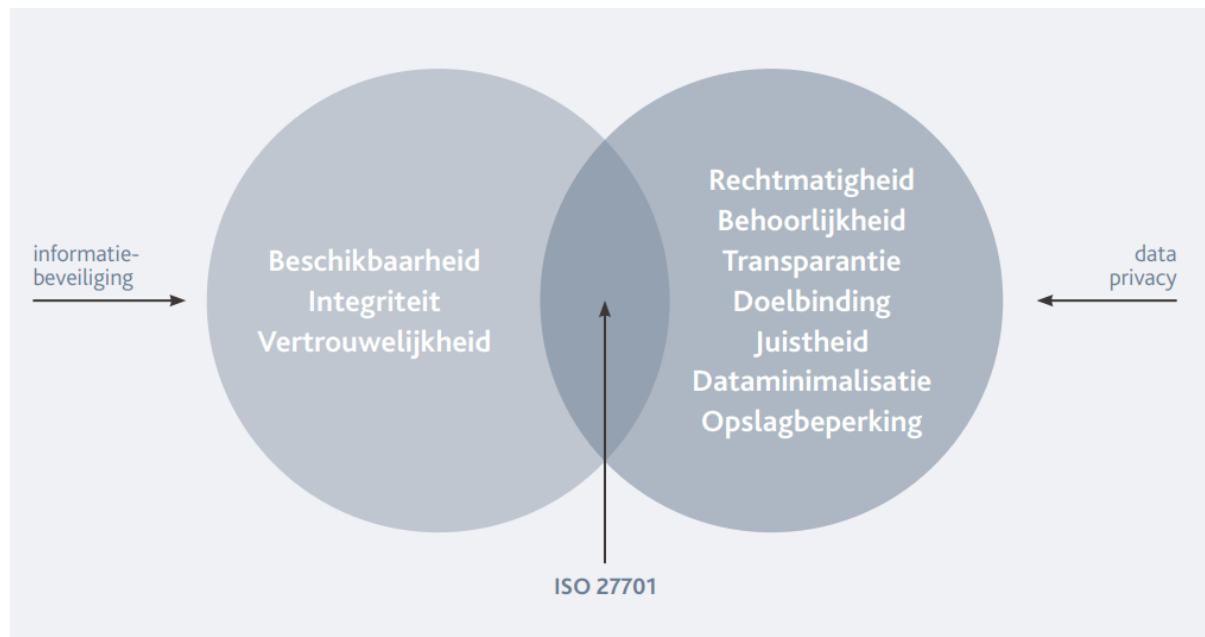 informatie-
beveiliging
Beschikbaarheid
Integriteit
Vertrouwelijkheid
Rechtmatigheid
Behoorlijkheid
Transparantie
Doelbinding
Juistheid
Dataminimalisatie
Opslagbeperking
data
privacy
ISO 27701